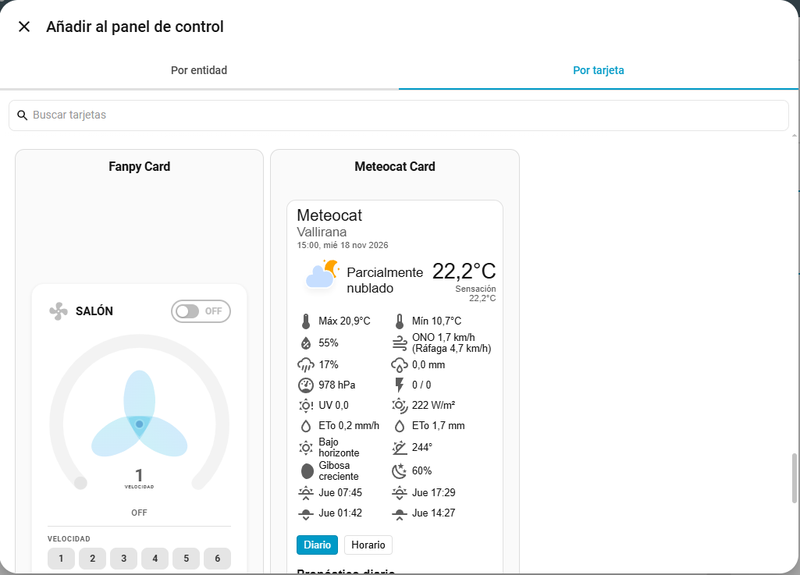 Añadir al panel de control
Por entidad
Por tarjeta
Buscar tarjetas
Fanpy Card
SALÓN
OFF
1
VELOCIDAD
OFF
VELOCIDAD
1 2 3 4 5 6
Meteocat Card
Meteocat
Vallirana
15:00, mié 18 nov 2026
Parcialmente
nublado
22,2°C
Sensación
22,2°C
Máx 20,9°C
Mín 10,7°C
55%
ONO 1,7 km/h
(Ráfaga 4,7 km/h)
17%
0,0 mm
978 hPa
0 / 0
UV 0,0
222 W/m²
ETo 0,2 mm/h
ETo 1,7 mm
Bajo
horizonte
244°
Gibosa
creciente
60%
Jue 07:45
Jue 17:29
Jue 01:42
Jue 14:27
Diario
Horario
Pronóstico diario